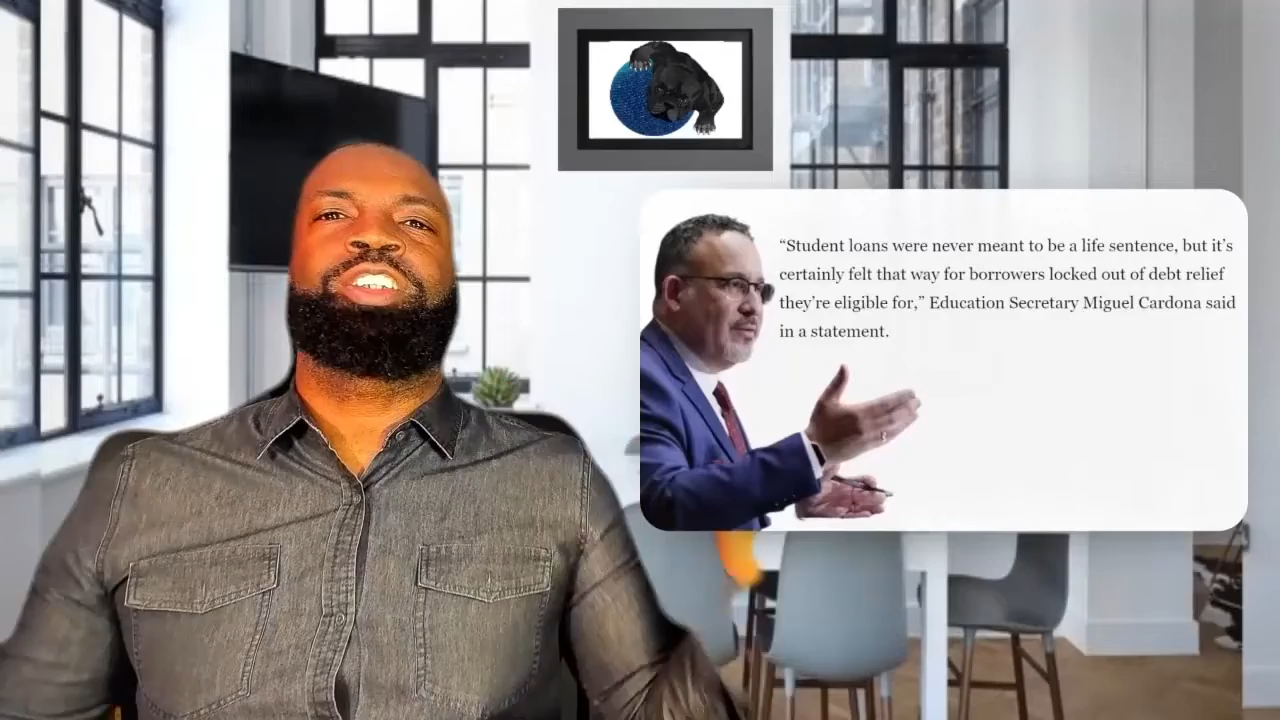 “Student loans were never meant to be a life sentence, but it’s
certainly felt that way for borrowers locked out of debt relief
they’re eligible for,” Education Secretary Miguel Cardona said
in a statement.